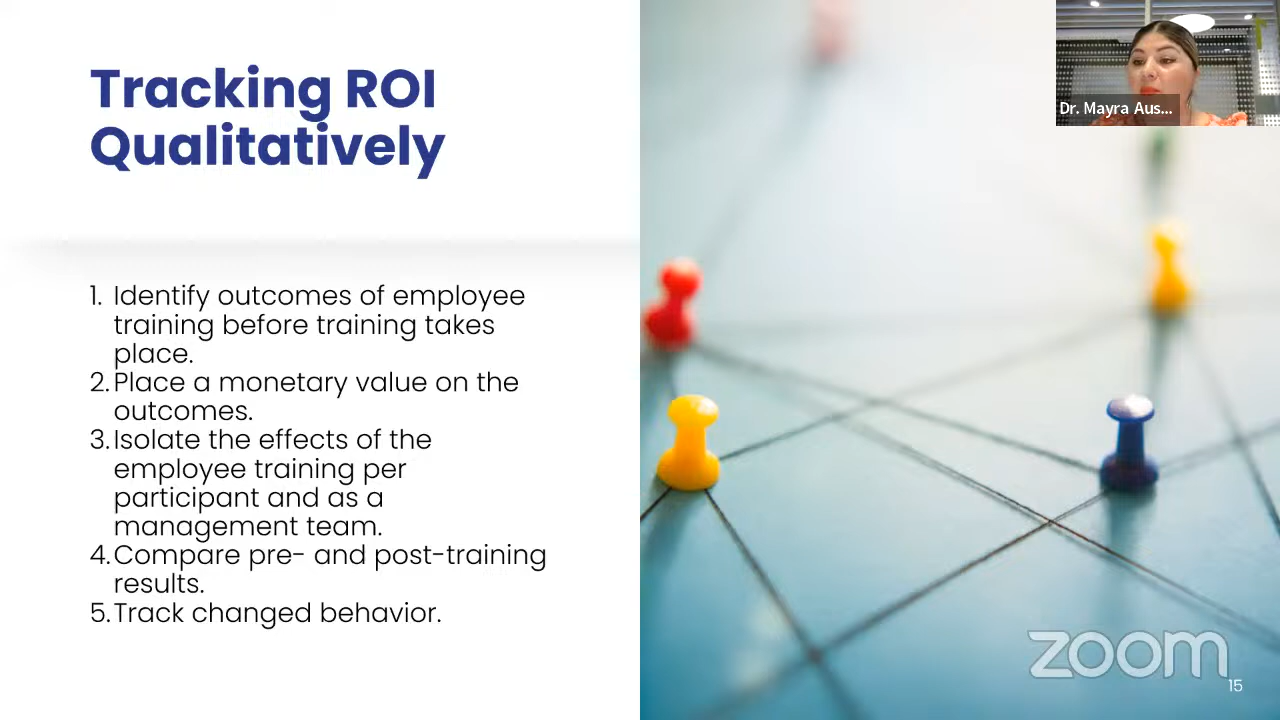 Tracking ROI
Qualitatively
Dr. Mayra Aus...
1. Identify outcomes of employee
training before training takes
place.
2. Place a monetary value on the
outcomes.
3. Isolate the effects of the
employee training per
participant and as a
management team.
4. Compare pre- and post-training
results.
5. Track changed behavior.
zoom
15